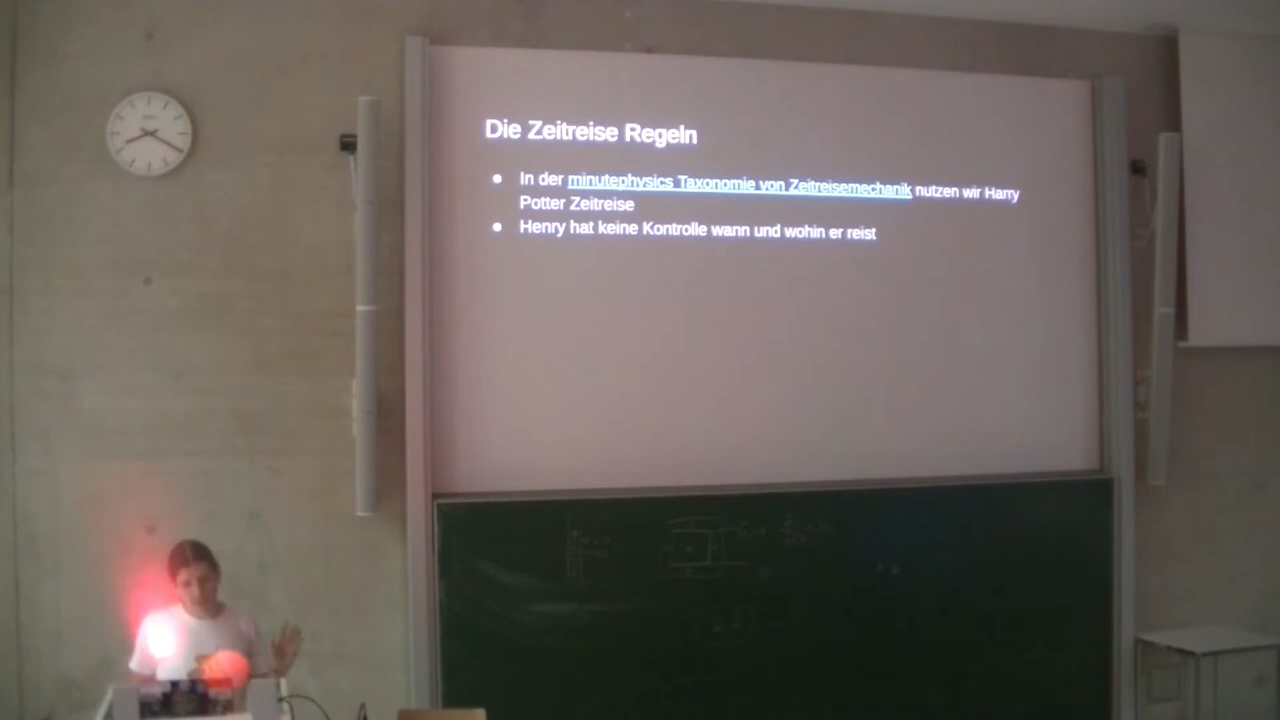 Die Zeitreise Regeln
In der minutephysics Taxonomie von Zeitreisemechanik nutzen wir Harry
Potter Zeitreise
Henry hat keine Kontrolle wann und wohin er reist